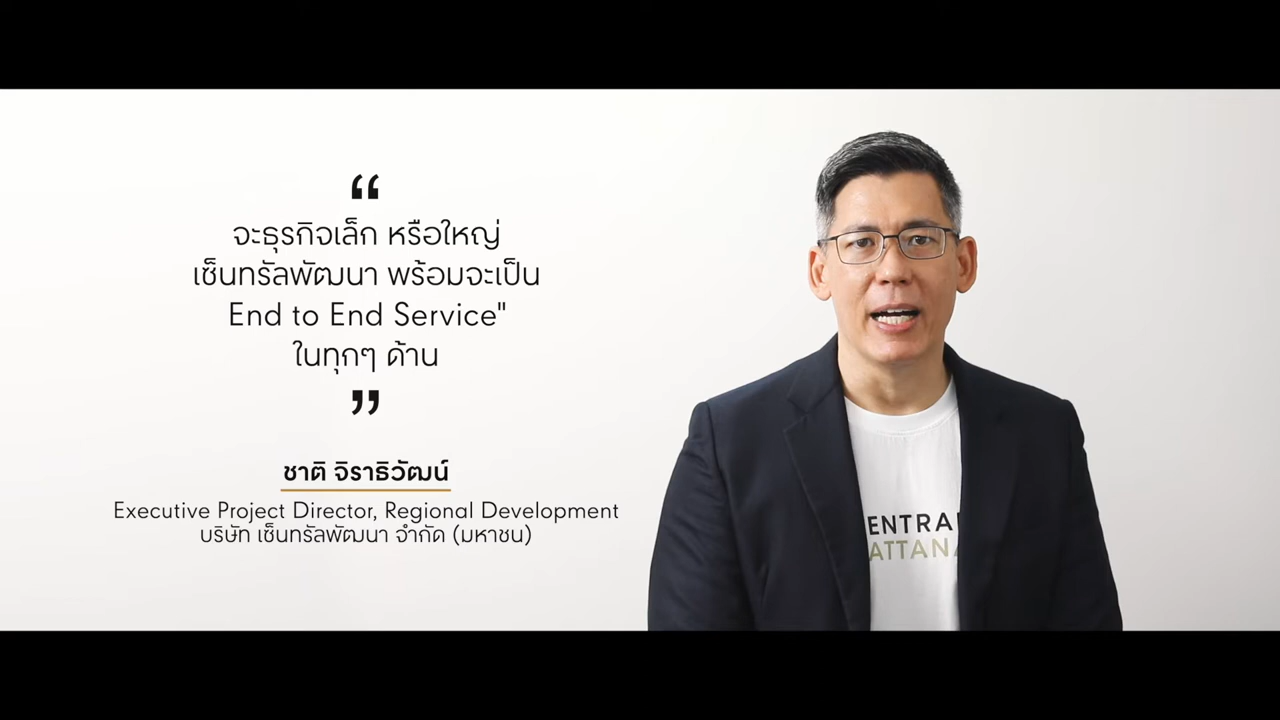 “
จะธุรกิจเล็ก หรือใหญ่
เซ็นทรัลพัฒนา พร้อมจะเป็น
End to End Service"
ในทุกๆ ด้าน
”
ชาติ จิราธิวัฒน์
Executive Project Director, Regional Development
บริษัท เซ็นทรัลพัฒนา จำกัด (มหาชน)
ENTRA
ATTANA